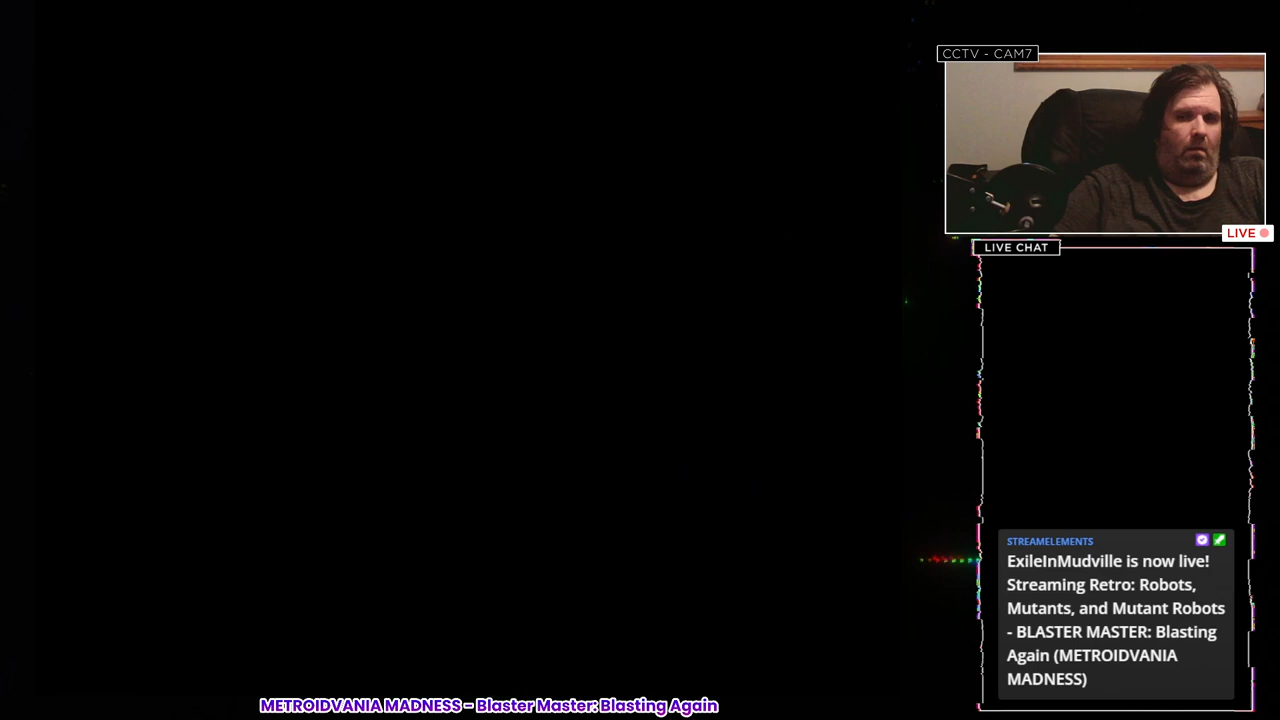 CCTV - CAM7
LIVE
LIVE CHAT
STREAMELEMENTS
ExileInMudville is now live!
Streaming Retro: Robots,
Mutants, and Mutant Robots
- BLASTER MASTER: Blasting
Again (METROIDVANIA
MADNESS)
METROIDVANIA MADNESS - Blaster Master: Blasting Again